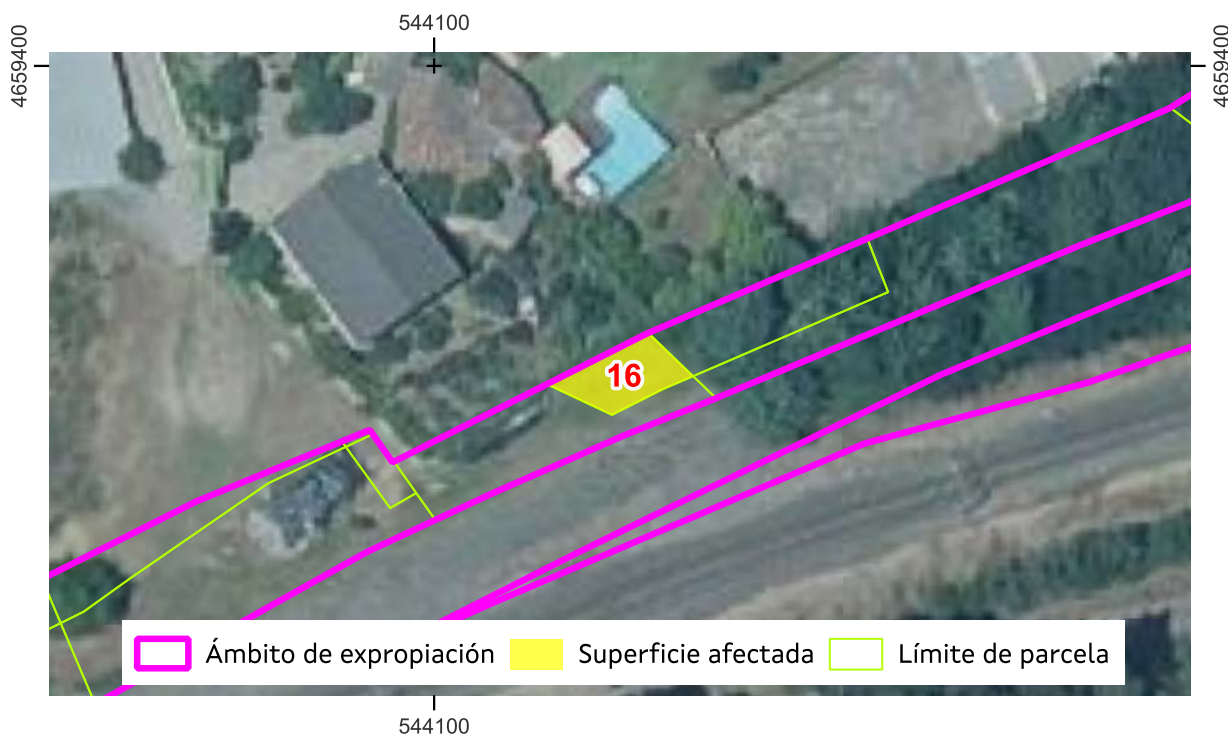 544100
4659400
4659400
16
Ámbito de expropiación
Superficie afectada
Límite de parcela
544100